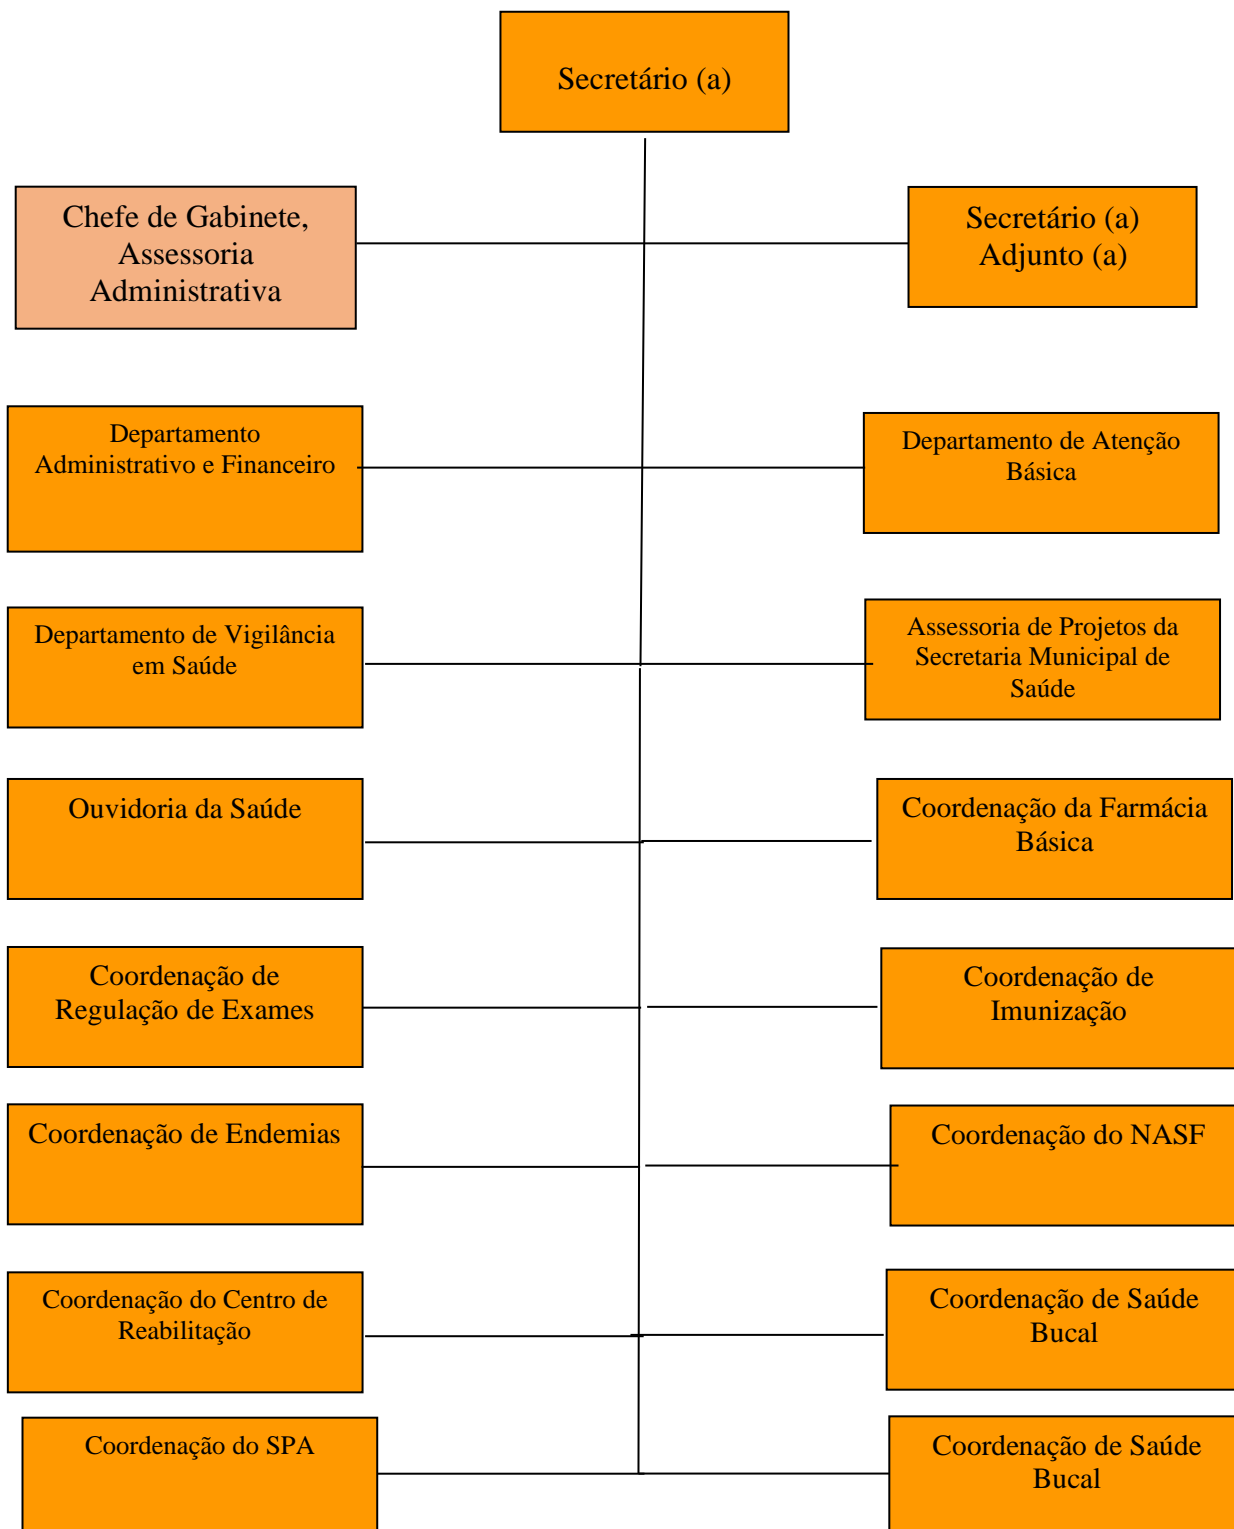 Secretário (a)
Chefe de Gabinete,
Assessoria
Administrativa
Secretário (a)
Adjunto (a)
Departamento
Administrativo e Financeiro
Departamento de Atenção
Básica
Departamento de Vigilância
em Saúde
Assessoria de Projetos da
Secretaria Municipal de
Saúde
Ouvidoria da Saúde
Coordenação da Farmácia
Básica
Coordenação de
Regulação de Exames
Coordenação de
Imunização
Coordenação de Endemias
Coordenação do NASF
Coordenação do Centro de
Reabilitação
Coordenação de Saúde
Bucal
Coordenação do SPA
Coordenação de Saúde
Bucal